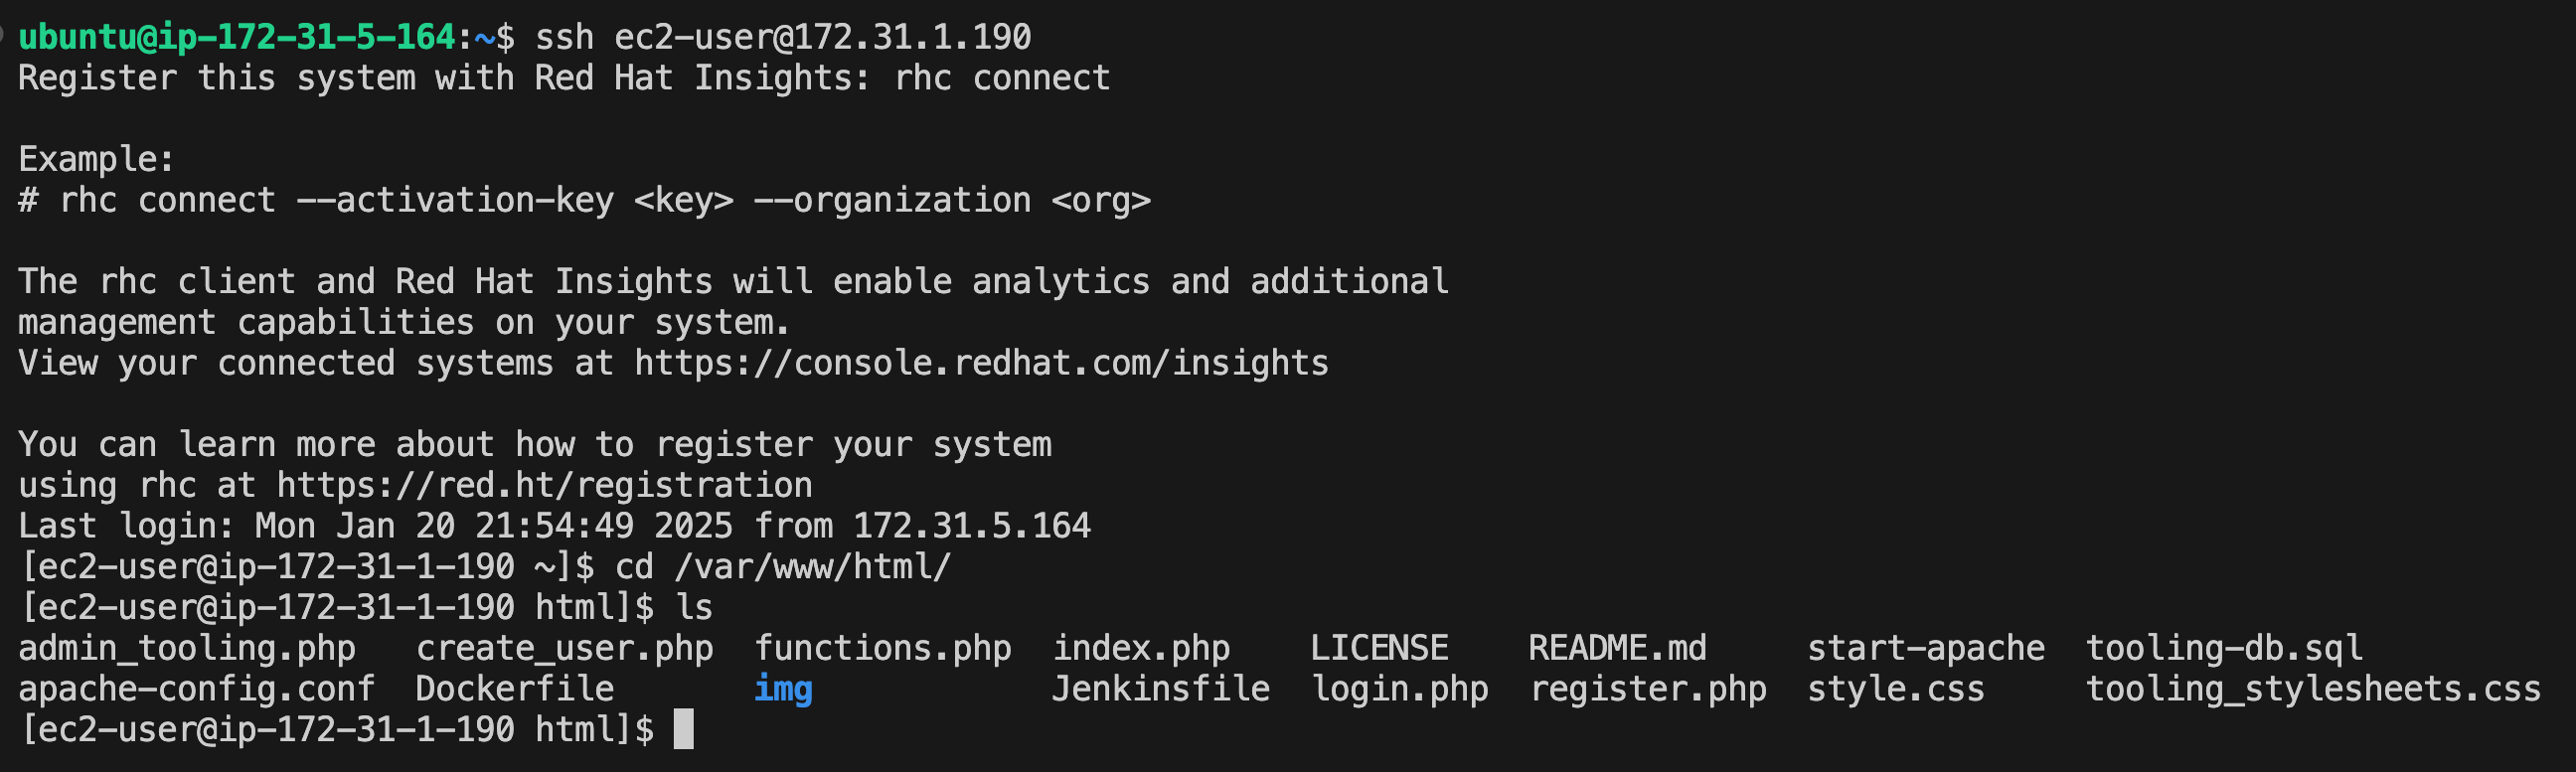 ubuntu@ip-172-31-5-164:~$ ssh ec2-user@172.31.1.190
Register this system with Red Hat Insights: rhc connect
Example:
# rhc connect --activation-key <key> --organization <org>
The rhc client and Red Hat Insights will enable analytics and additional
management capabilities on your system.
View your connected systems at https://console.redhat.com/insights
You can learn more about how to register your system
using rhc at https://red.ht/registration
Last login: Mon Jan 20 21:54:49 2025 from 172.31.5.164
[ec2-user@ip-172-31-1-190 ~]$ cd /var/www/html/
[ec2-user@ip-172-31-1-190 html]$ ls
admin_tooling.php   create_user.php  functions.php  index.php    LICENSE    README.md     start-apache  tooling-db.sql
apache-config.conf  Dockerfile       img            Jenkinsfile  login.php  register.php  style.css     tooling_stylesheets.css
[ec2-user@ip-172-31-1-190 html]$